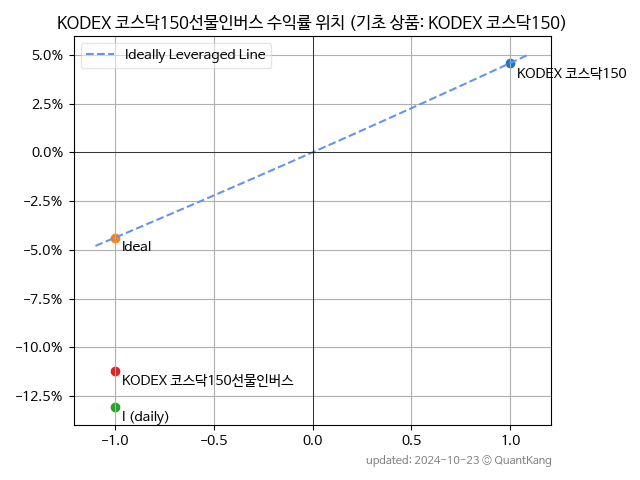 KODEX 코스닥150선물인버스 수익률 위치 (기초 상품: KODEX 코스닥150)
Ideally Leveraged Line
5.0%
2.5%
0.0%
−2.5%
−5.0%
−7.5%
−10.0%
−12.5%
KODEX 코스닥150
Ideal
KODEX 코스닥150선물인버스
I (daily)
−1.0
−0.5
0.0
0.5
1.0
updated: 2024-10-23 © QuantKang